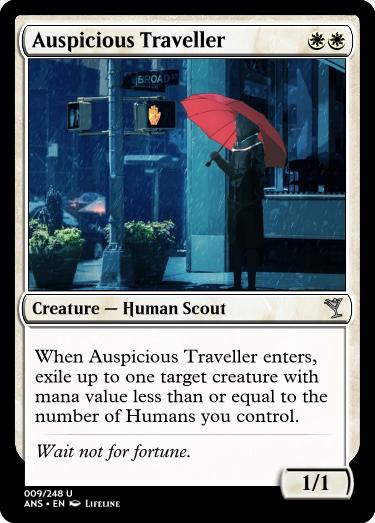 Auspicious Traveller
BROAD
Creature — Human Scout
When Auspicious Traveller enters,
exile up to one target creature with
mana value less than or equal to the
number of Humans you control.
Wait not for fortune.
1/1
009/248 U
ANS • EN LIFELINE